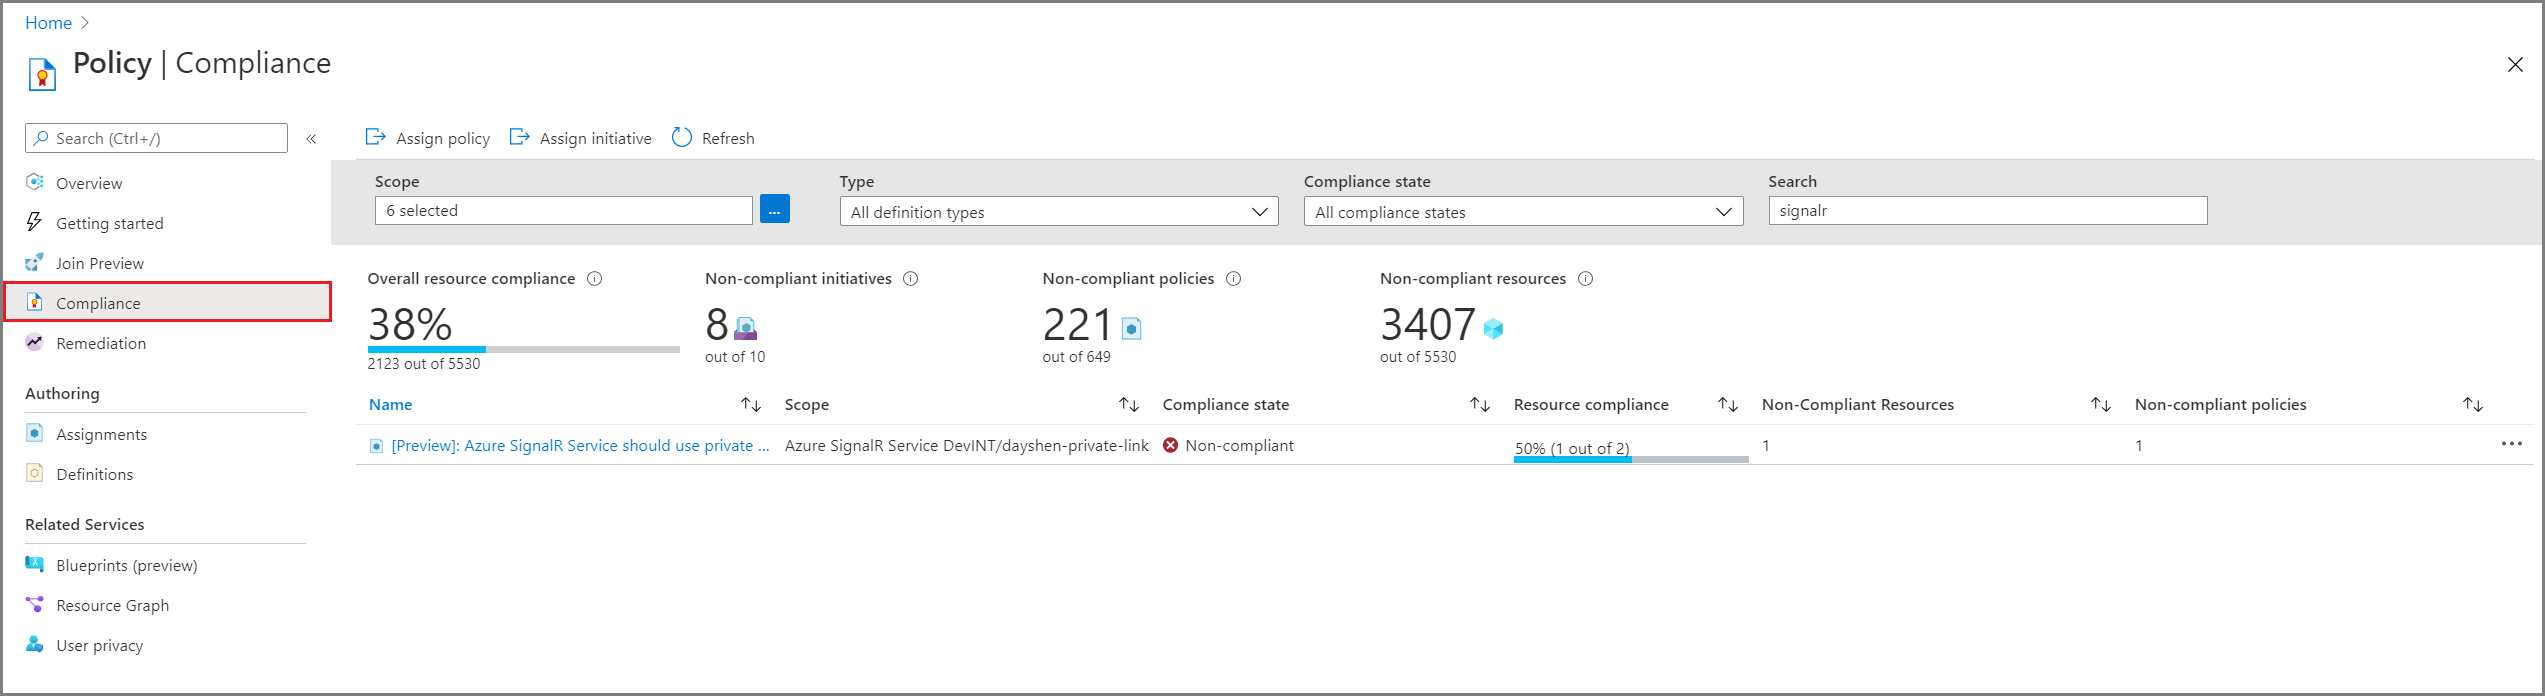 Home
Policy | Compliance
Search (Ctrl+/)
«
Overview
Getting started
Join Preview
Compliance
Remediation
Authoring
Assignments
Definitions
Related Services
Blueprints (preview)
Resource Graph
User privacy
Assign policy Assign initiative Refresh
Scope Type Compliance state Search
6 selected ... All definition types All compliance states signalr
Overall resource compliance Non-compliant initiatives Non-compliant policies Non-compliant resources
38% 8 221 3407
2123 out of 5530 out of 10 out of 649 out of 5530
Name Scope Compliance state Resource compliance Non-Compliant Resources Non-compliant policies
[Preview]: Azure SignalR Service should use private ... Azure SignalR Service DevINT/dayshen-private-link Non-compliant 50% (1 out of 2) 1 1